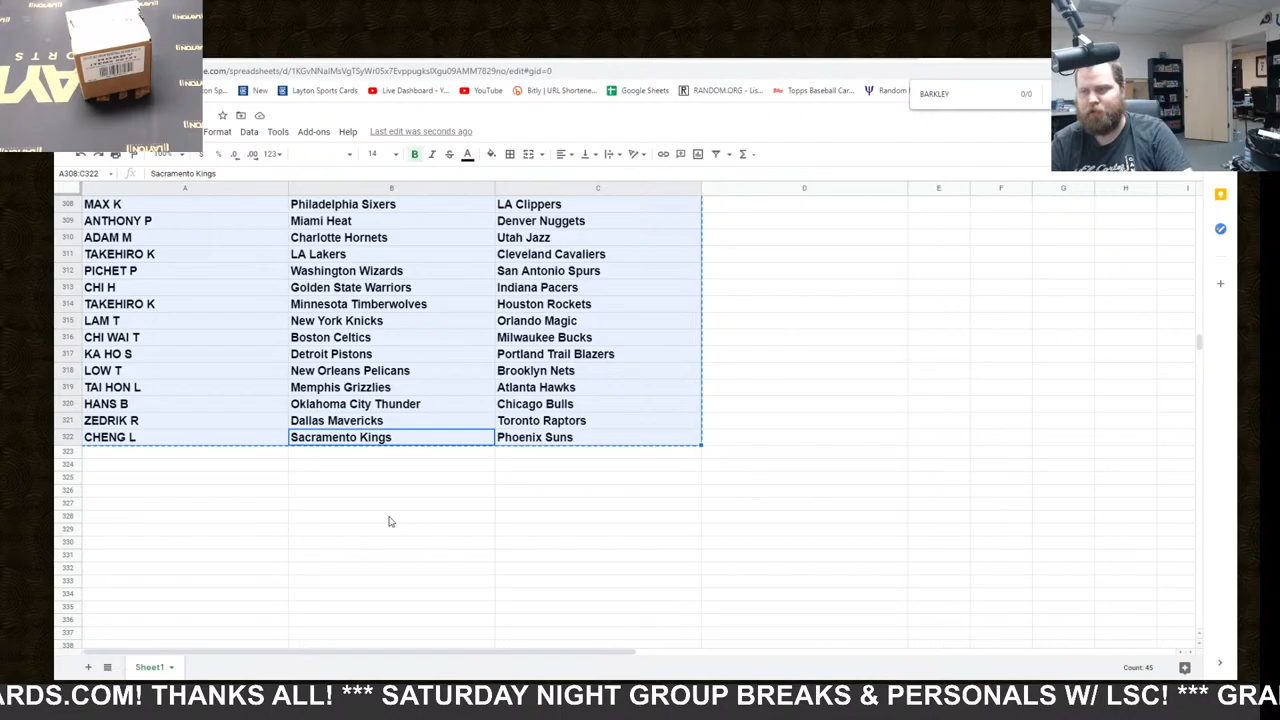 HOBBY
ce.com/spreadsheets/d/1KGvNNaIMsVgTSyWr05x7EvppugksIXgu09AMM7829no/edit#gid=0
New
Layton Sports Cards
Live Dashboard - Y...
YouTube
Bitly | URL Shortene...
Google Sheets
RANDOM.ORG - Lis...
Topps Baseball Car...
BARKLEY 0/0
Format Data Tools Add-ons Help Last edit was seconds ago
100% % .0 .00 123 14 B I S A
A308:C322 fx Sacramento Kings
A B C D E F G H I
308 MAX K Philadelphia Sixers LA Clippers
309 ANTHONY P Miami Heat Denver Nuggets
310 ADAM M Charlotte Hornets Utah Jazz
311 TAKEHIRO K LA Lakers Cleveland Cavaliers
312 PICHET P Washington Wizards San Antonio Spurs
313 CHI H Golden State Warriors Indiana Pacers
314 TAKEHIRO K Minnesota Timberwolves Houston Rockets
315 LAM T New York Knicks Orlando Magic
316 CHI WAI T Boston Celtics Milwaukee Bucks
317 KA HO S Detroit Pistons Portland Trail Blazers
318 LOW T New Orleans Pelicans Brooklyn Nets
319 TAI HON L Memphis Grizzlies Atlanta Hawks
320 HANS B Oklahoma City Thunder Chicago Bulls
321 ZEDRIK R Dallas Mavericks Toronto Raptors
322 CHENG L Sacramento Kings Phoenix Suns
323
324
325
326
327
328
329
330
331
332
333
334
335
336
337
338
Sheet1
Count: 45
ARDS.COM! THANKS ALL! *** SATURDAY NIGHT GROUP BREAKS & PERSONALS W/ LSC! *** GRA